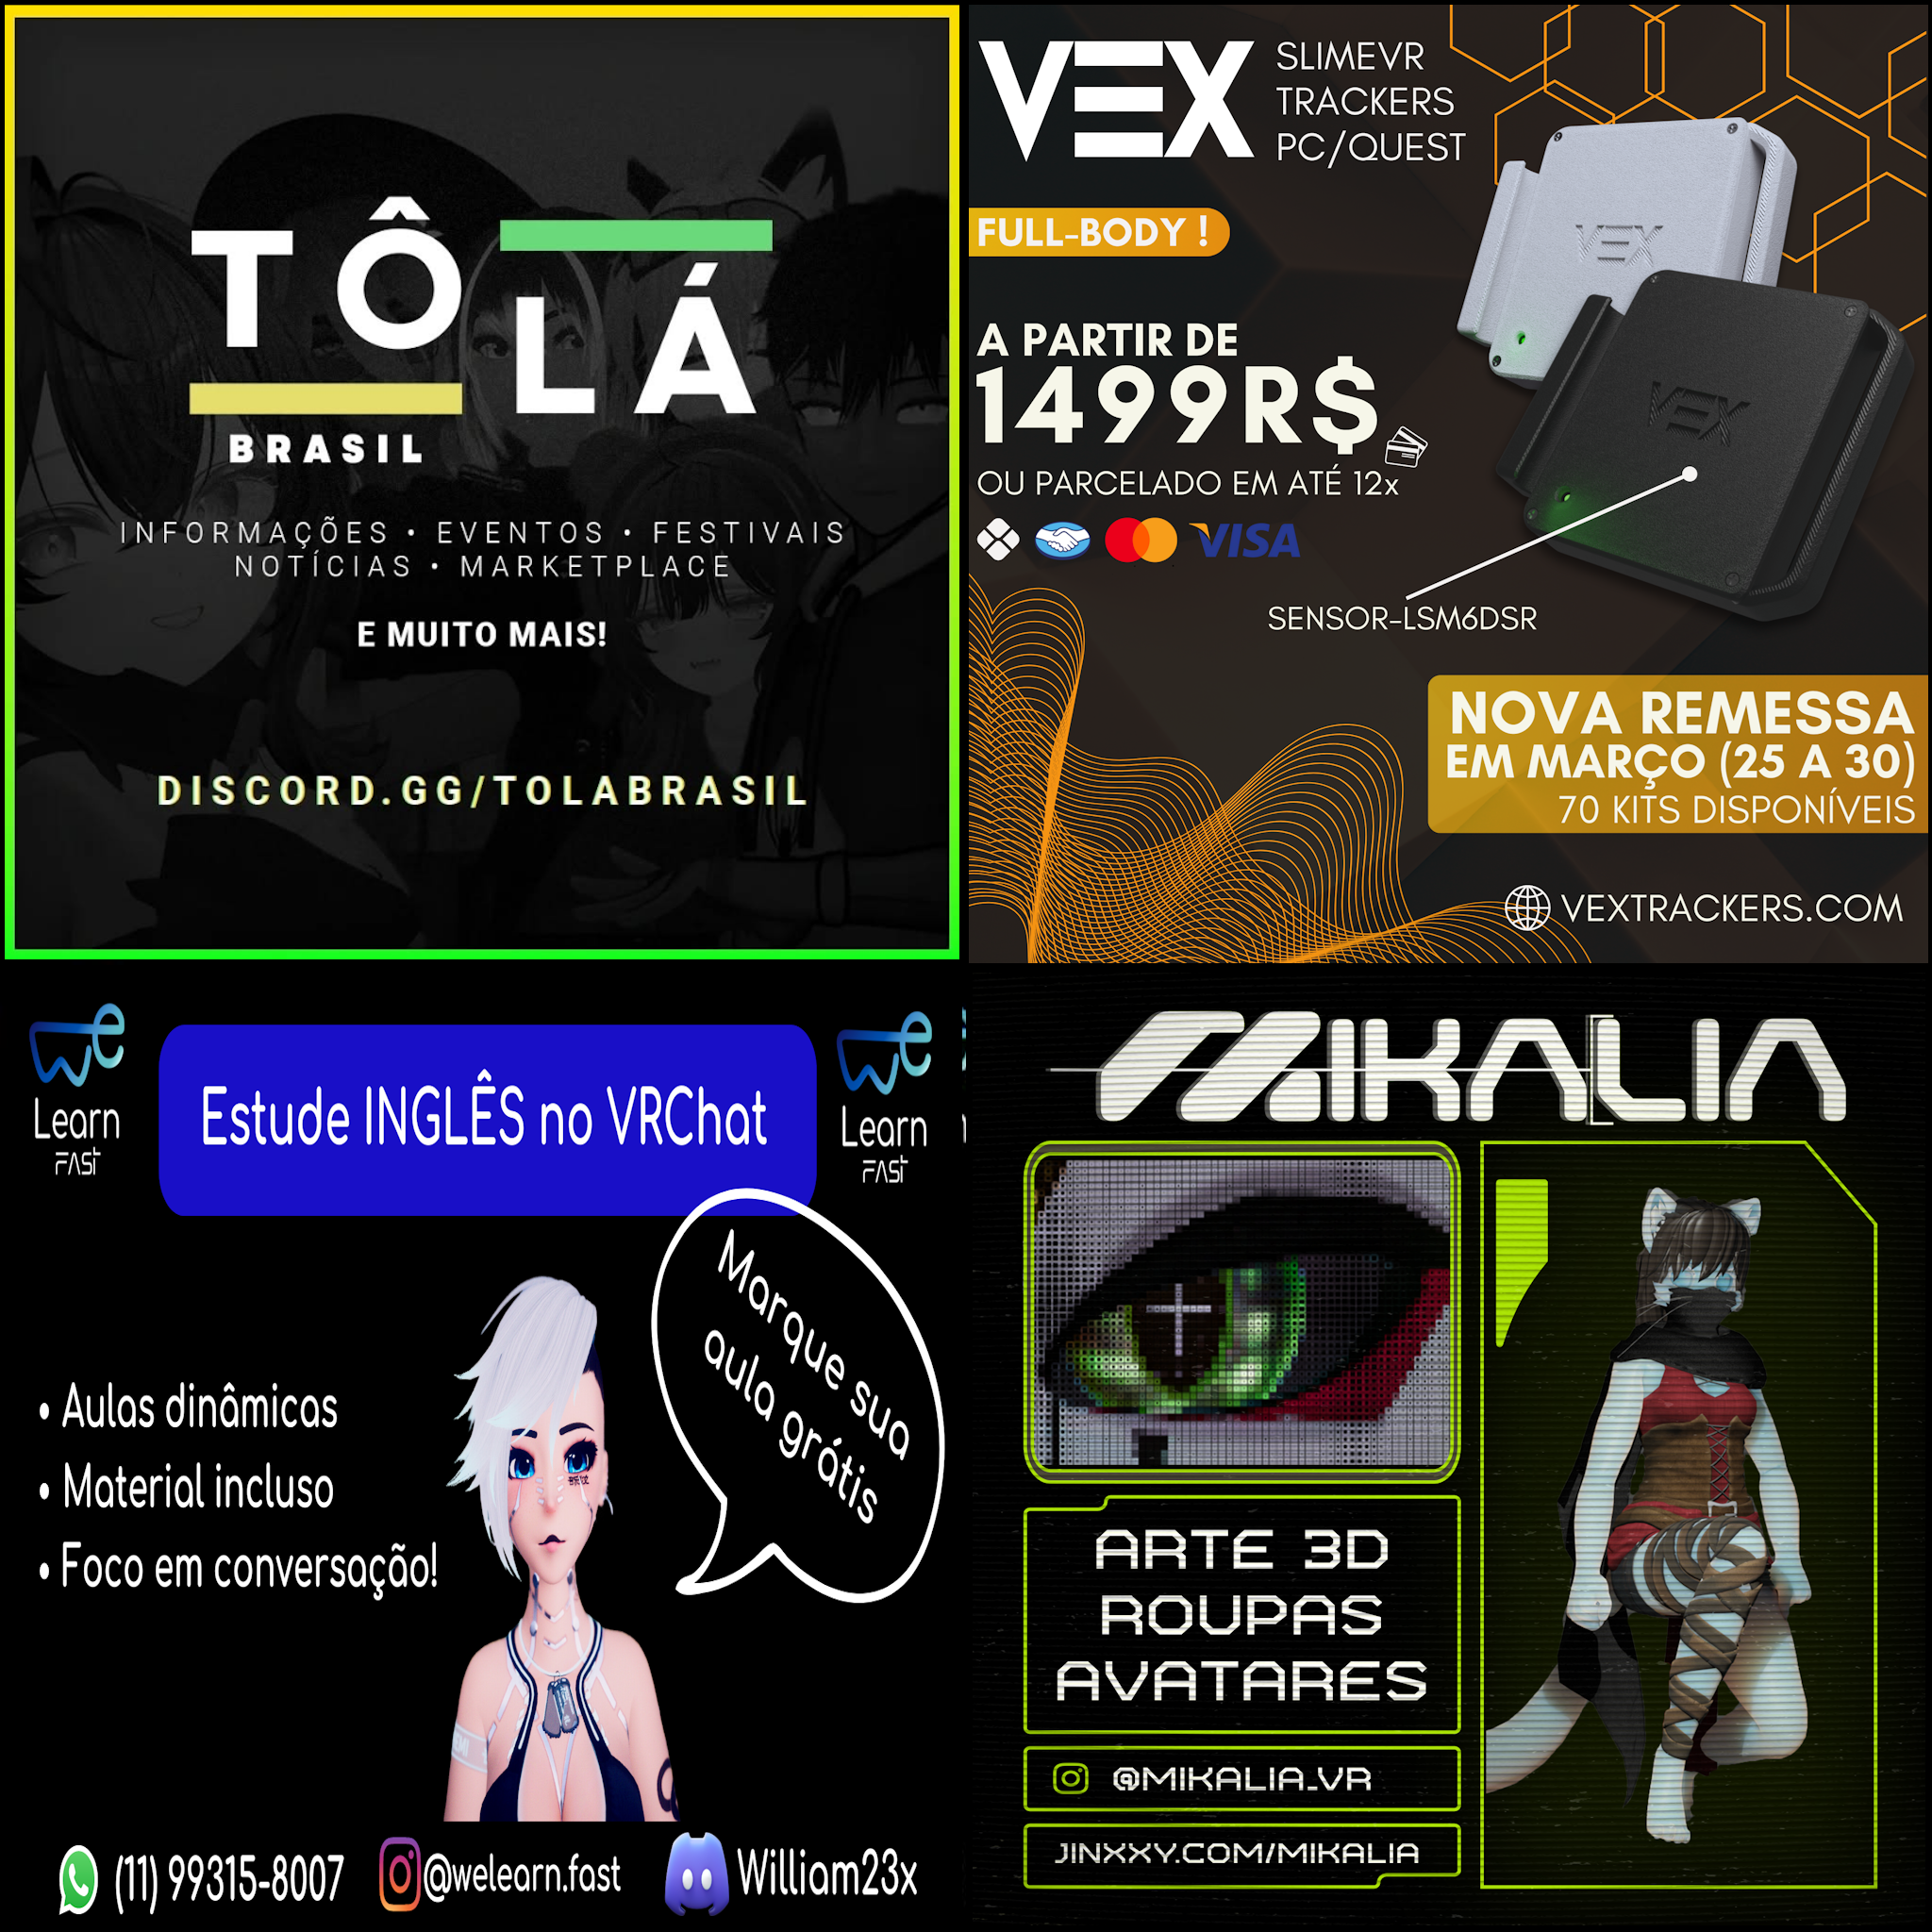 TÔ LÁ
BRASIL
INFORMAÇÕES • EVENTOS • FESTIVAIS
NOTÍCIAS • MARKETPLACE
E MUITO MAIS!
DISCORD.GG/TOLABRASIL
VEX
SLIMEVR
TRACKERS
PC/QUEST
FULL-BODY !
A PARTIR DE
1499R$
OU PARCELADO EM ATÉ 12x
VISA
VEX
VEX
SENSOR-LSM6DSR
NOVA REMESSA
EM MARÇO (25 A 30)
70 KITS DISPONÍVEIS
VEXTRACKERS.COM
we
Learn
FAST
Estude INGLÊS no VRChat
we
Learn
FAST
Marque sua
aula grátis
• Aulas dinâmicas
• Material incluso
• Foco em conversação!
(11) 99315-8007
@welearn.fast
William23x
MIKALIA
ARTE 3D
ROUPAS
AVATARES
@MIKALIA_VR
JINXXY.COM/MIKALIA